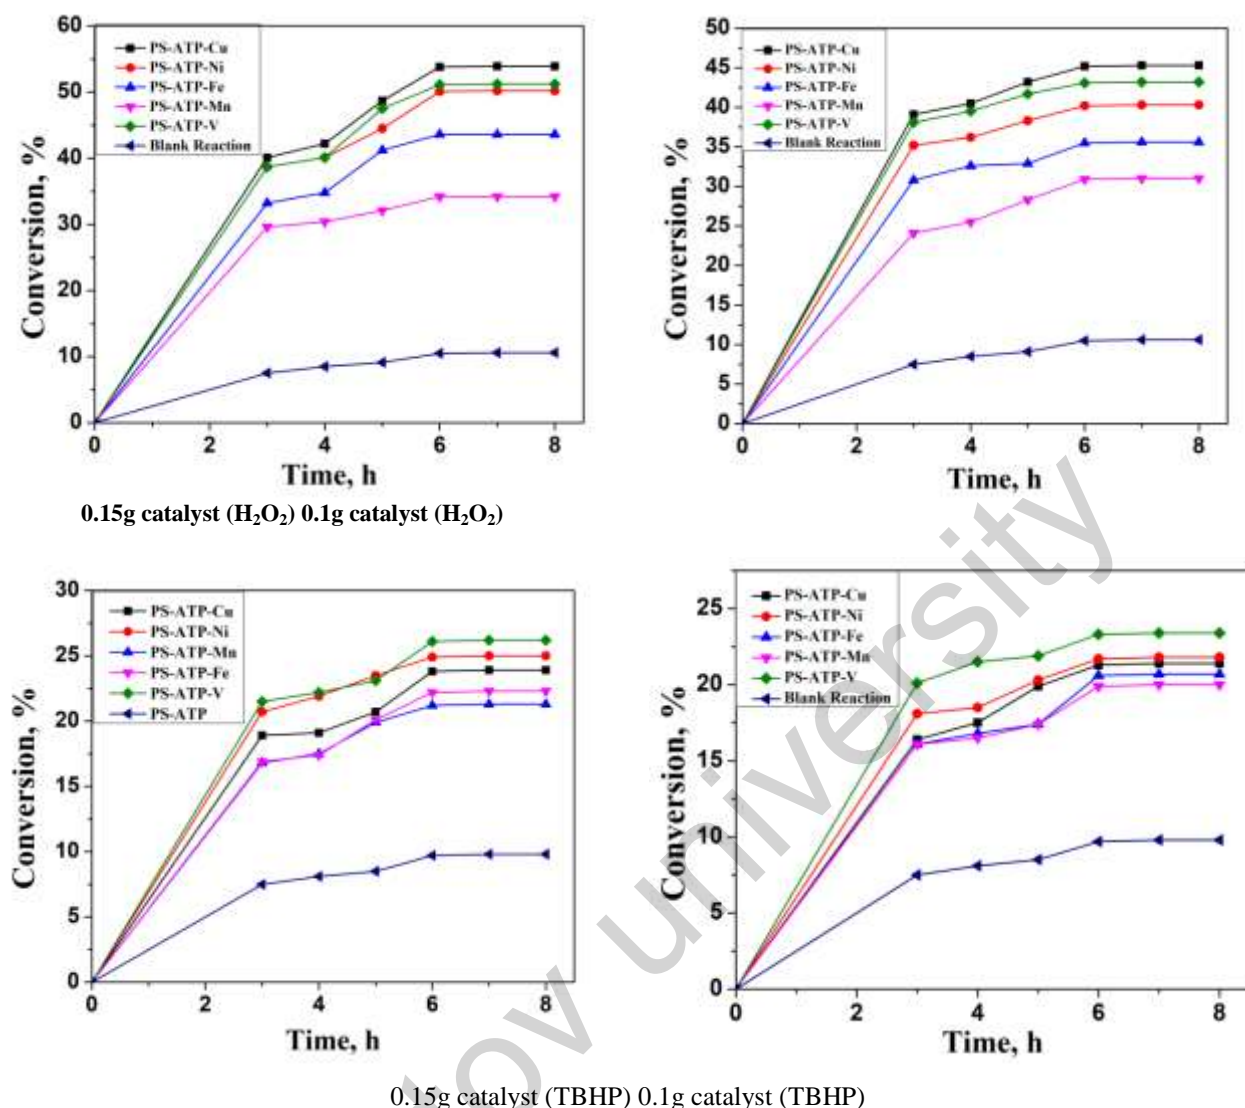 60
50
40
30
20
10
0
0 2 4 6 8
Conversion, %
Time, h
PS-ATP-Cu
PS-ATP-Ni
PS-ATP-Fe
PS-ATP-Mn
PS-ATP-V
Blank Reaction
50
45
40
35
30
25
20
15
10
5
0
0 2 4 6 8
Conversion, %
Time, h
PS-ATP-Cu
PS-ATP-Ni
PS-ATP-Fe
PS-ATP-Mn
PS-ATP-V
Blank Reaction
0.15g catalyst (H₂O₂) 0.1g catalyst (H₂O₂)
30
25
20
15
10
5
0
0 2 4 6 8
Conversion, %
Time, h
PS-ATP-Cu
PS-ATP-Ni
PS-ATP-Mn
PS-ATP-Fe
PS-ATP-V
PS-ATP
25
20
15
10
5
0
0 2 4 6 8
Conversion, %
Time, h
PS-ATP-Cu
PS-ATP-Ni
PS-ATP-Fe
PS-ATP-Mn
PS-ATP-V
Blank Reaction
0.15g catalyst (TBHP) 0.1g catalyst (TBHP)
tov university